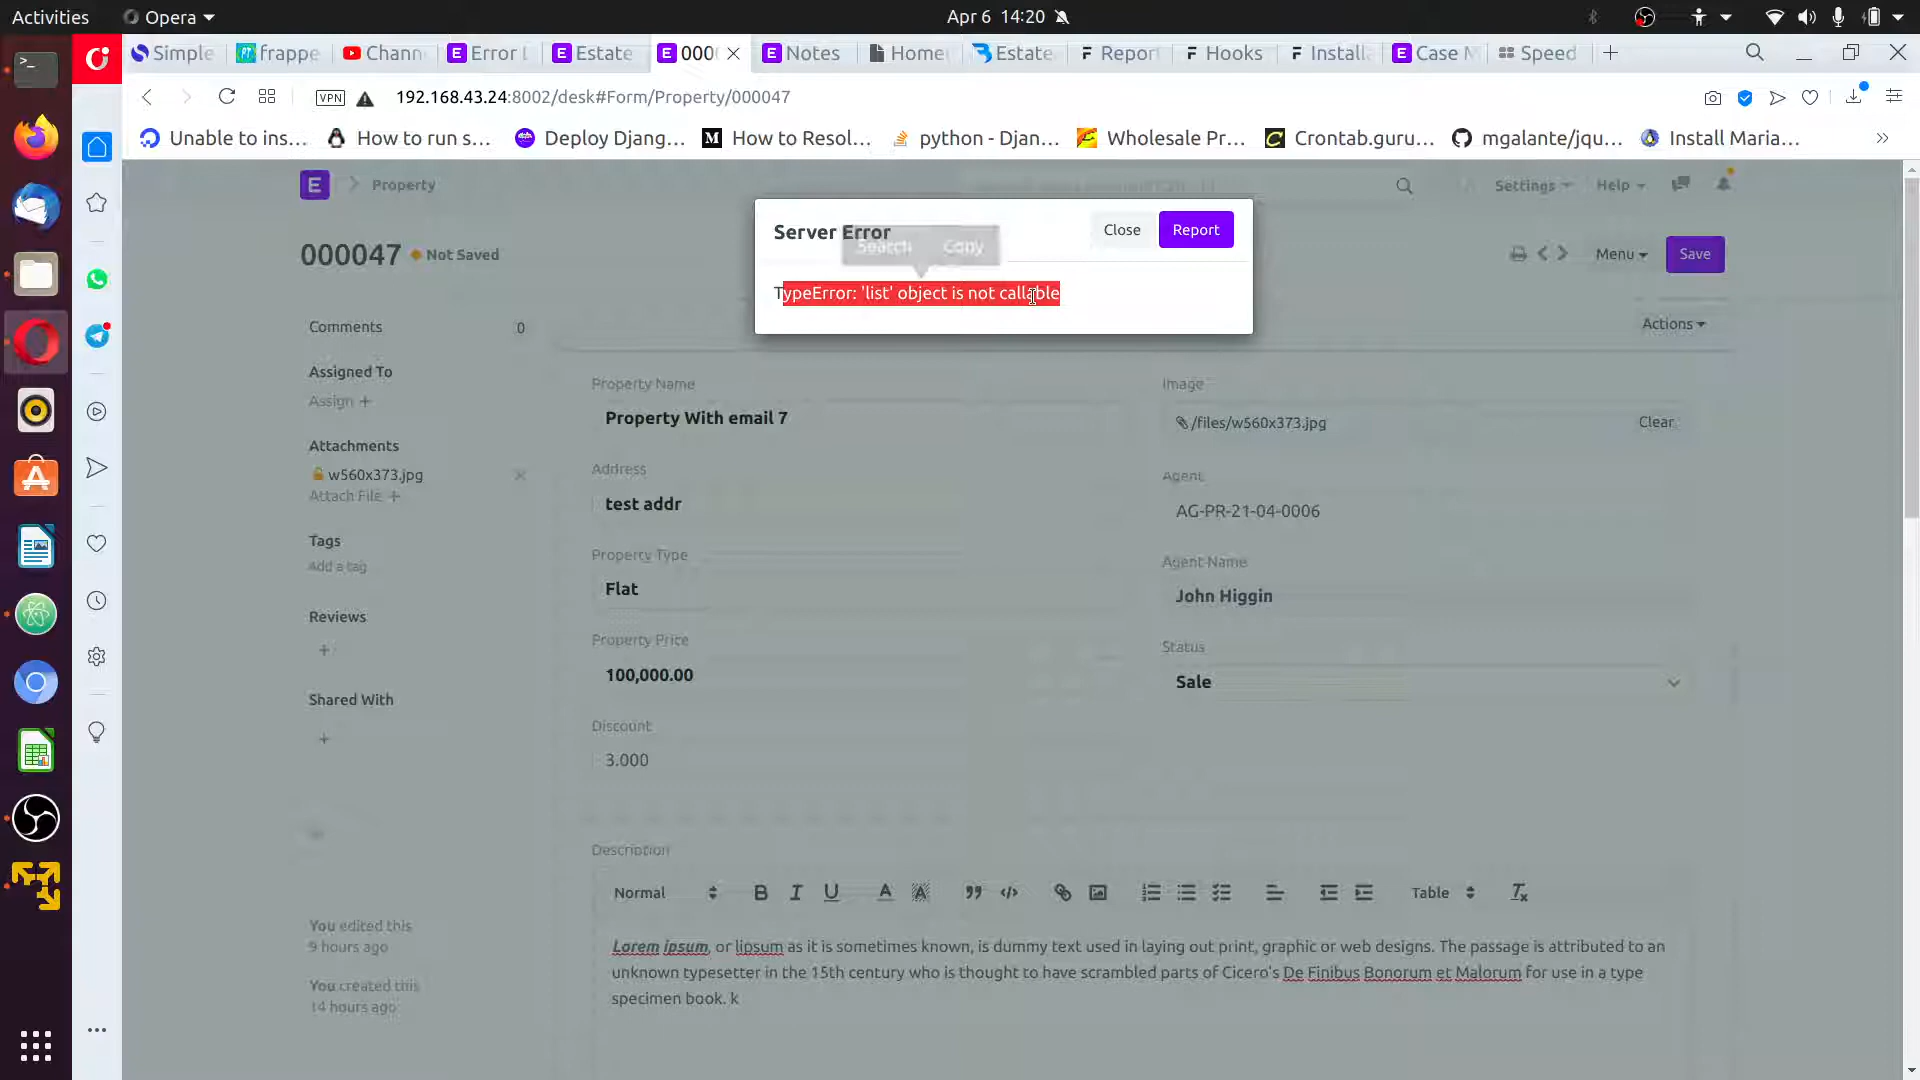 Activities
Opera
Apr 6 14:20
Simple
frappe
Chann
Error L
Estate
000
Notes
Home
Estate
Report
Hooks
Install
Case M
Speed
VPN
192.168.43.24:8002/desk#Form/Property/000047
Unable to ins...
How to run s...
Deploy Djang...
How to Resol...
python - Djan...
Wholesale Pr...
Crontab.guru...
mgalante/jqu...
Install Maria...
Property
Settings
Help
000047
Not Saved
Menu
Save
Server Error
Close
Report
Search
Copy
TypeError: 'list' object is not callable
Comments
0
Actions
Assigned To
Assign +
Attachments
w560x373.jpg
Attach File +
Tags
Add a tag
Reviews
Shared With
You edited this
9 hours ago
You created this
14 hours ago
Property Name
Property With email 7
Address
test addr
Property Type
Flat
Property Price
100,000.00
Discount
3.000
Image
/files/w560x373.jpg
Clear
Agent
AG-PR-21-04-0006
Agent Name
John Higgin
Status
Sale
Description
Normal
Table
Lorem ipsum, or lipsum as it is sometimes known, is dummy text used in laying out print, graphic or web designs. The passage is attributed to an
unknown typesetter in the 15th century who is thought to have scrambled parts of Cicero's De Finibus Bonorum et Malorum for use in a type
specimen book. k